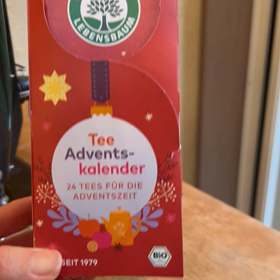 LEBENSBAUM
Tee
Advents-
kalender
24 TEES FÜR DIE
ADVENTSZEIT
SEIT 1979
BIO